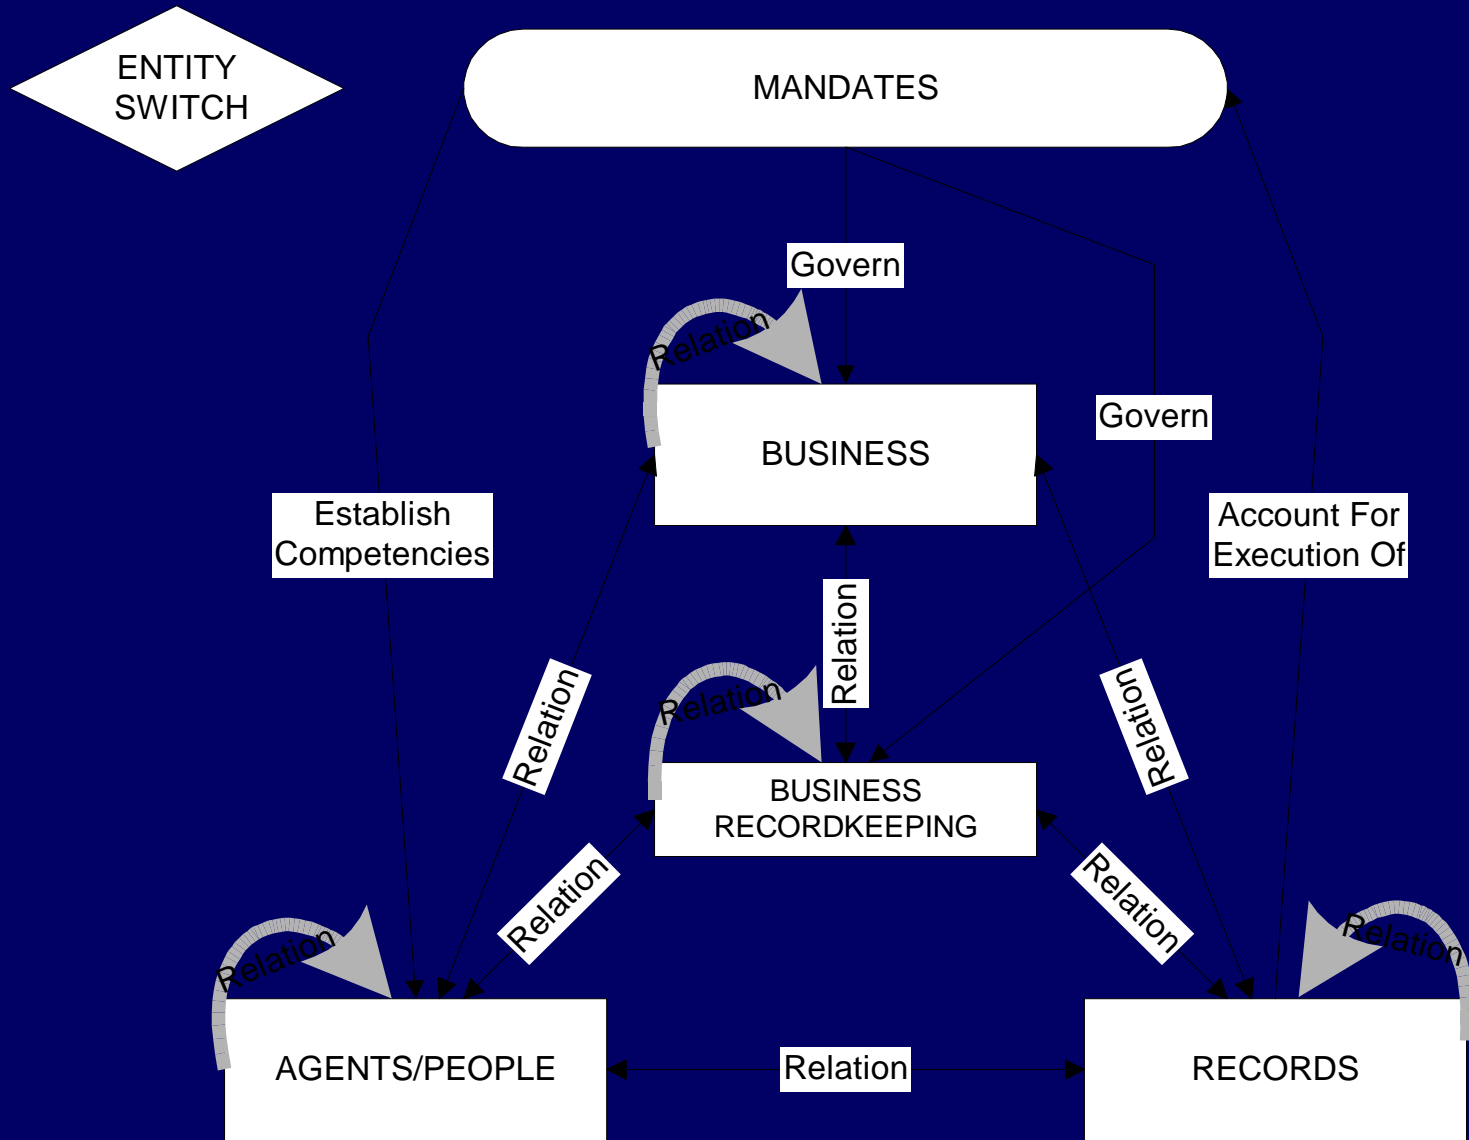 ENTITY
SWITCH
MANDATES
Govern
Relation
Govern
BUSINESS
Establish
Competencies
Account For
Execution Of
Relation
Relation
Relation
Relation
BUSINESS
RECORDKEEPING
Relation
Relation
Relation
Relation
AGENTS/PEOPLE
Relation
RECORDS